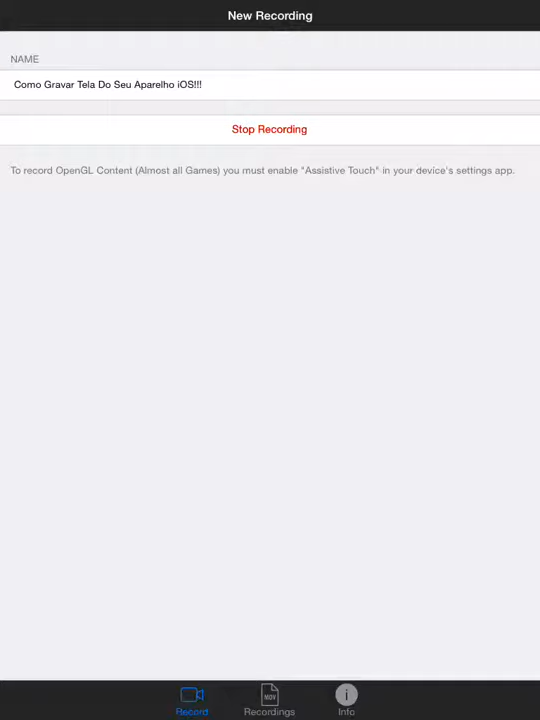 New Recording
NAME
Como Gravar Tela Do Seu Aparelho iOS!!!
Stop Recording
To record OpenGL Content (Almost all Games) you must enable "Assistive Touch" in your device's settings app.
MOV
Record
Recordings
Info